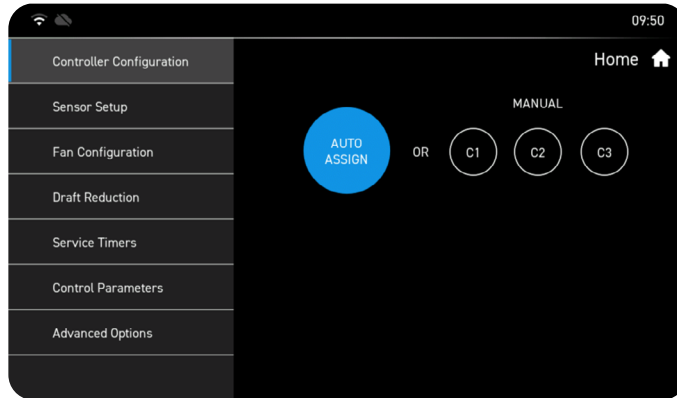 09:50
Controller Configuration
Home
Sensor Setup
MANUAL
AUTO
ASSIGN
OR
C1
C2
C3
Fan Configuration
Draft Reduction
Service Timers
Control Parameters
Advanced Options